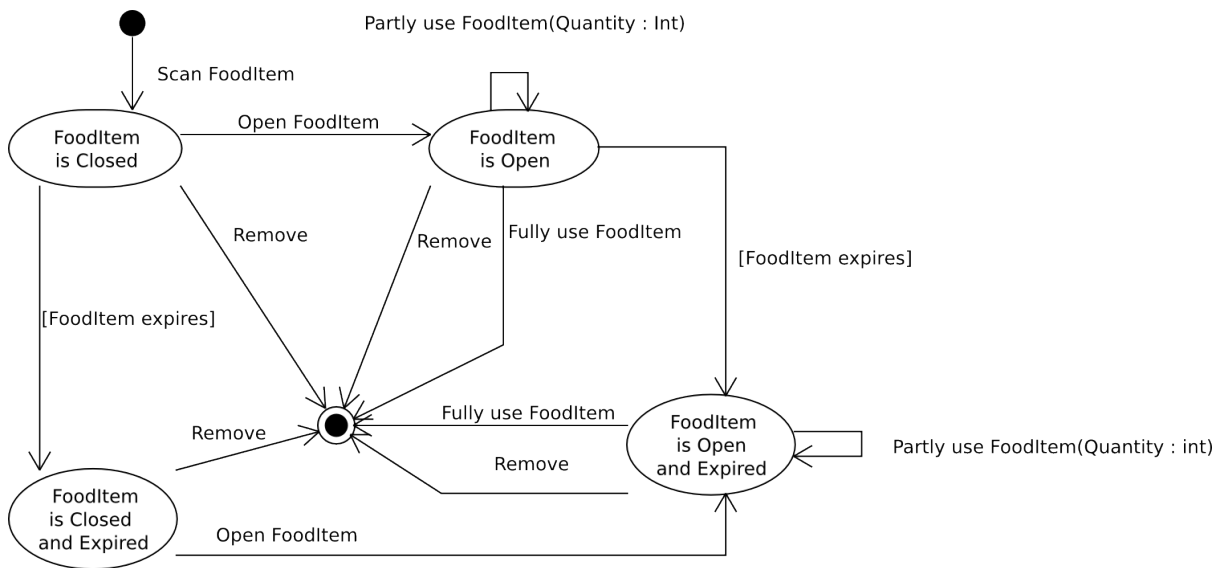 Partly use FoodItem(Quantity : Int)
Scan FoodItem
Open FoodItem
FoodItem
is Closed
FoodItem
is Open
Remove
Remove
Fully use FoodItem
[FoodItem expires]
[FoodItem expires]
Fully use FoodItem
FoodItem
is Open
and Expired
Partly use FoodItem(Quantity : int)
Remove
Remove
FoodItem
is Closed
and Expired
Open FoodItem